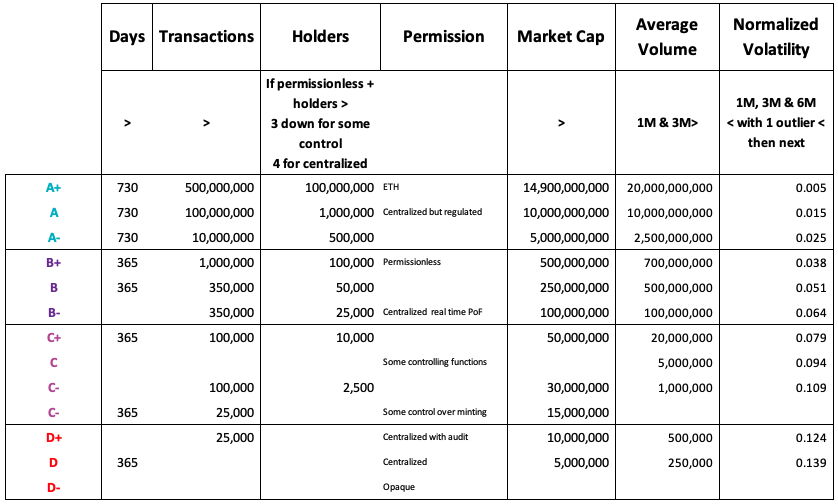 Days Transactions Holders Permission Market Cap Average Volume Normalized Volatility
> > If permissionless + holders > 3 down for some control 4 for centralized > 1M & 3M> 1M, 3M & 6M < with 1 outlier < then next
A+ 730 500,000,000 100,000,000 ETH 14,900,000,000 20,000,000,000 0.005
A 730 100,000,000 1,000,000 Centralized but regulated 10,000,000,000 10,000,000,000 0.015
A- 730 10,000,000 500,000 5,000,000,000 2,500,000,000 0.025
B+ 365 1,000,000 100,000 Permissionless 500,000,000 700,000,000 0.038
B 365 350,000 50,000 250,000,000 500,000,000 0.051
B- 350,000 25,000 Centralized real time PoF 100,000,000 100,000,000 0.064
C+ 365 100,000 10,000 50,000,000 20,000,000 0.079
C Some controlling functions 5,000,000 0.094
C- 100,000 2,500 30,000,000 1,000,000 0.109
C- 365 25,000 Some control over minting 15,000,000
D+ 25,000 Centralized with audit 10,000,000 500,000 0.124
D 365 Centralized 5,000,000 250,000 0.139
D- Opaque